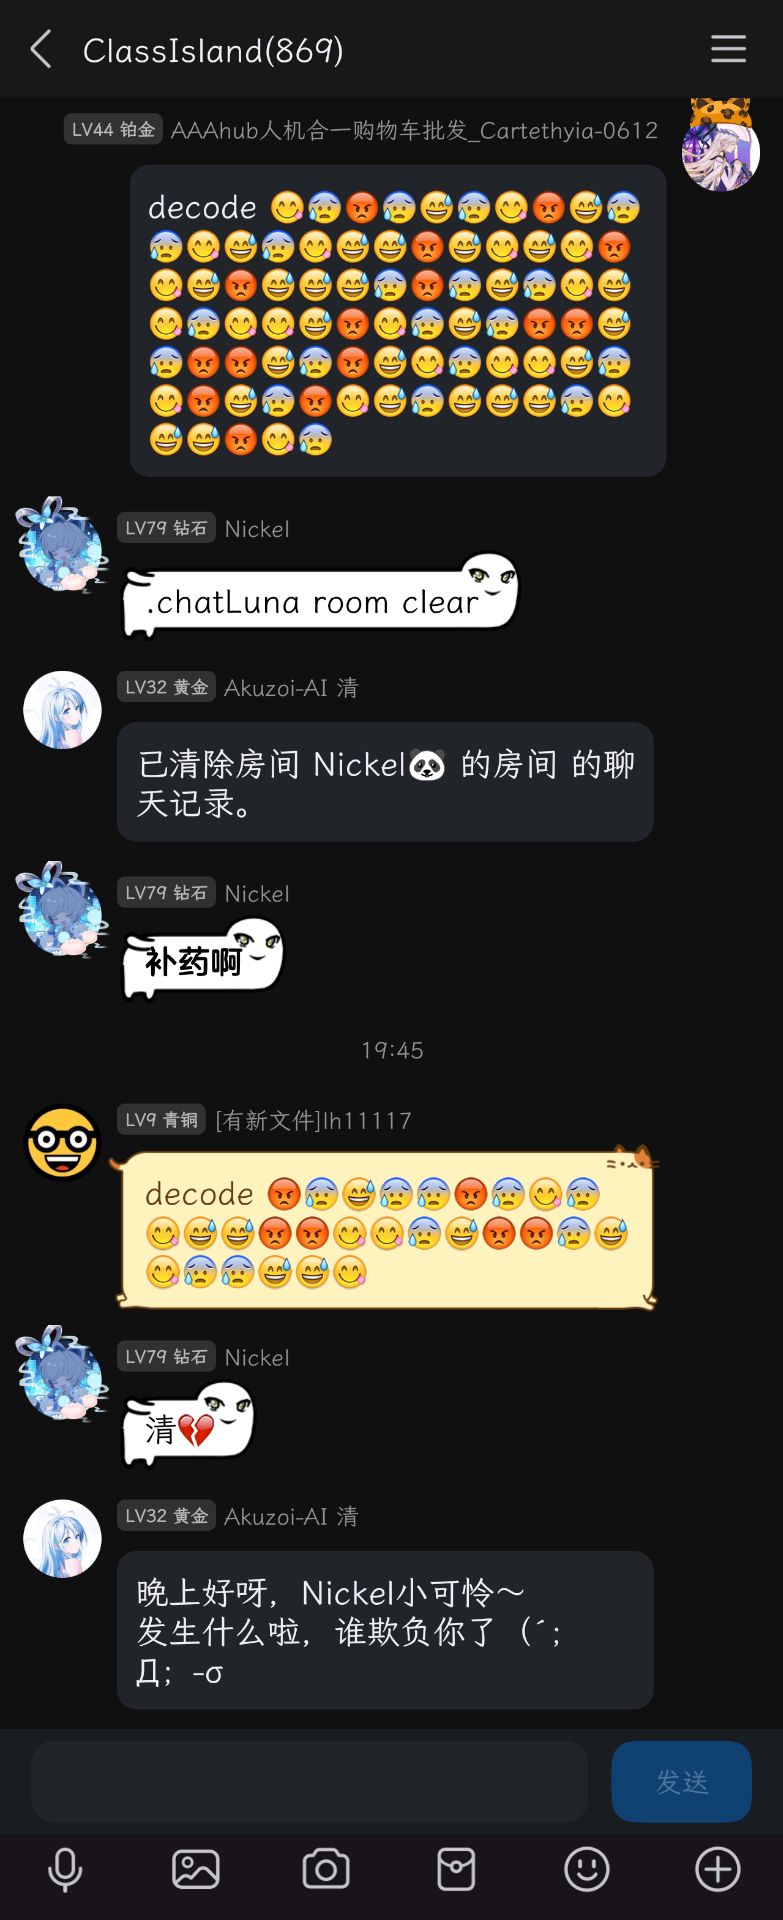 ClassIsland(869)
LV44 铂金 AAAhub人机合一购物车批发_Cartethyia-0612
decode 😋😰😡😰😅😰😋😡😅😰
😰😋😅😰😋😅😅😡😅😋😅😋😡
😋😅😡😅😅😅😰😡😰😅😰😋😅
😋😰😋😋😅😡😋😰😅😰😡😡😅
😰😡😡😅😰😡😅😋😰😋😋😅😰
😋😡😅😰😡😋😅😰😅😅😅😰😋
😅😅😡😋😰
LV79 钻石 Nickel
.chatLuna room clear
LV32 黄金 Akuzoi-AI 清
已清除房间 Nickel🐼 的房间 的聊
天记录。
LV79 钻石 Nickel
补药啊
19:45
LV9 青铜 [有新文件]lh11117
decode 😡😰😅😰😰😡😰😋😰
😋😅😅😡😡😋😋😰😅😡😡😰😅
😋😰😰😅😅😋
LV79 钻石 Nickel
清💔
LV32 黄金 Akuzoi-AI 清
晚上好呀，Nickel小可怜～
发生什么啦，谁欺负你了（´；
Д；-σ
发送